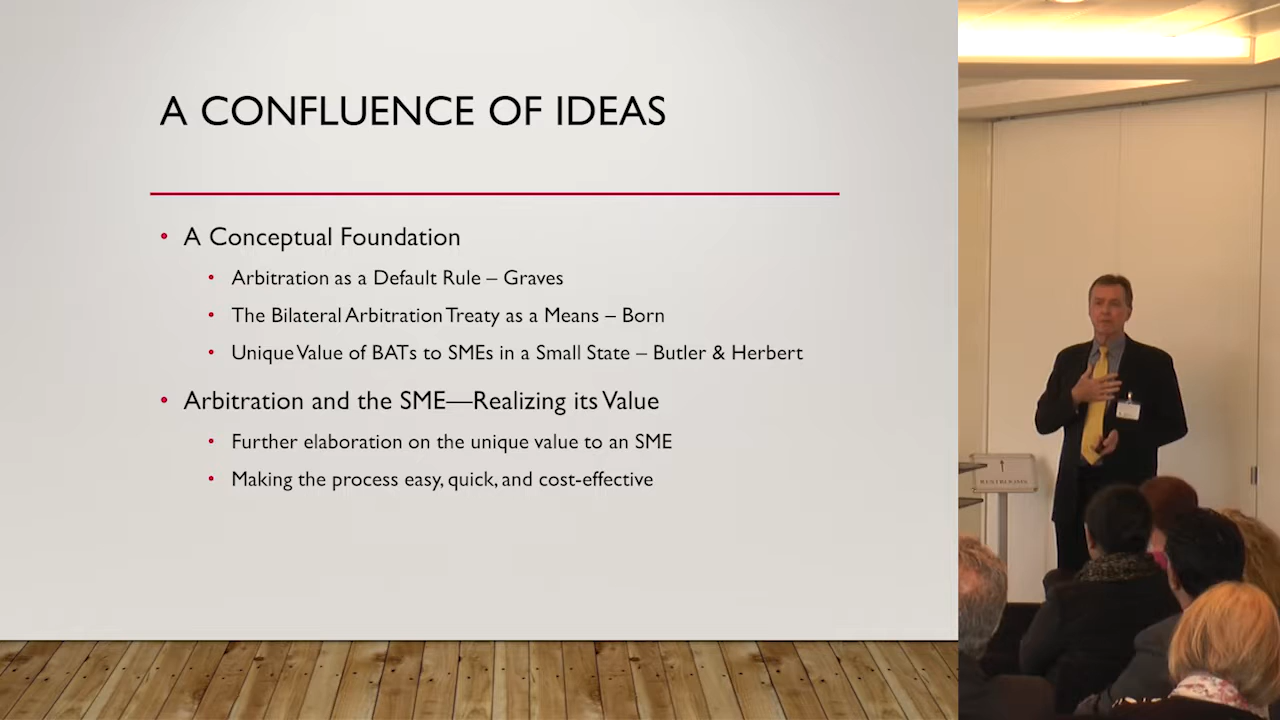 A CONFLUENCE OF IDEAS
• A Conceptual Foundation
• Arbitration as a Default Rule – Graves
• The Bilateral Arbitration Treaty as a Means – Born
• Unique Value of BATs to SMEs in a Small State – Butler & Herbert
• Arbitration and the SME—Realizing its Value
• Further elaboration on the unique value to an SME
• Making the process easy, quick, and cost-effective
RESTROOMS